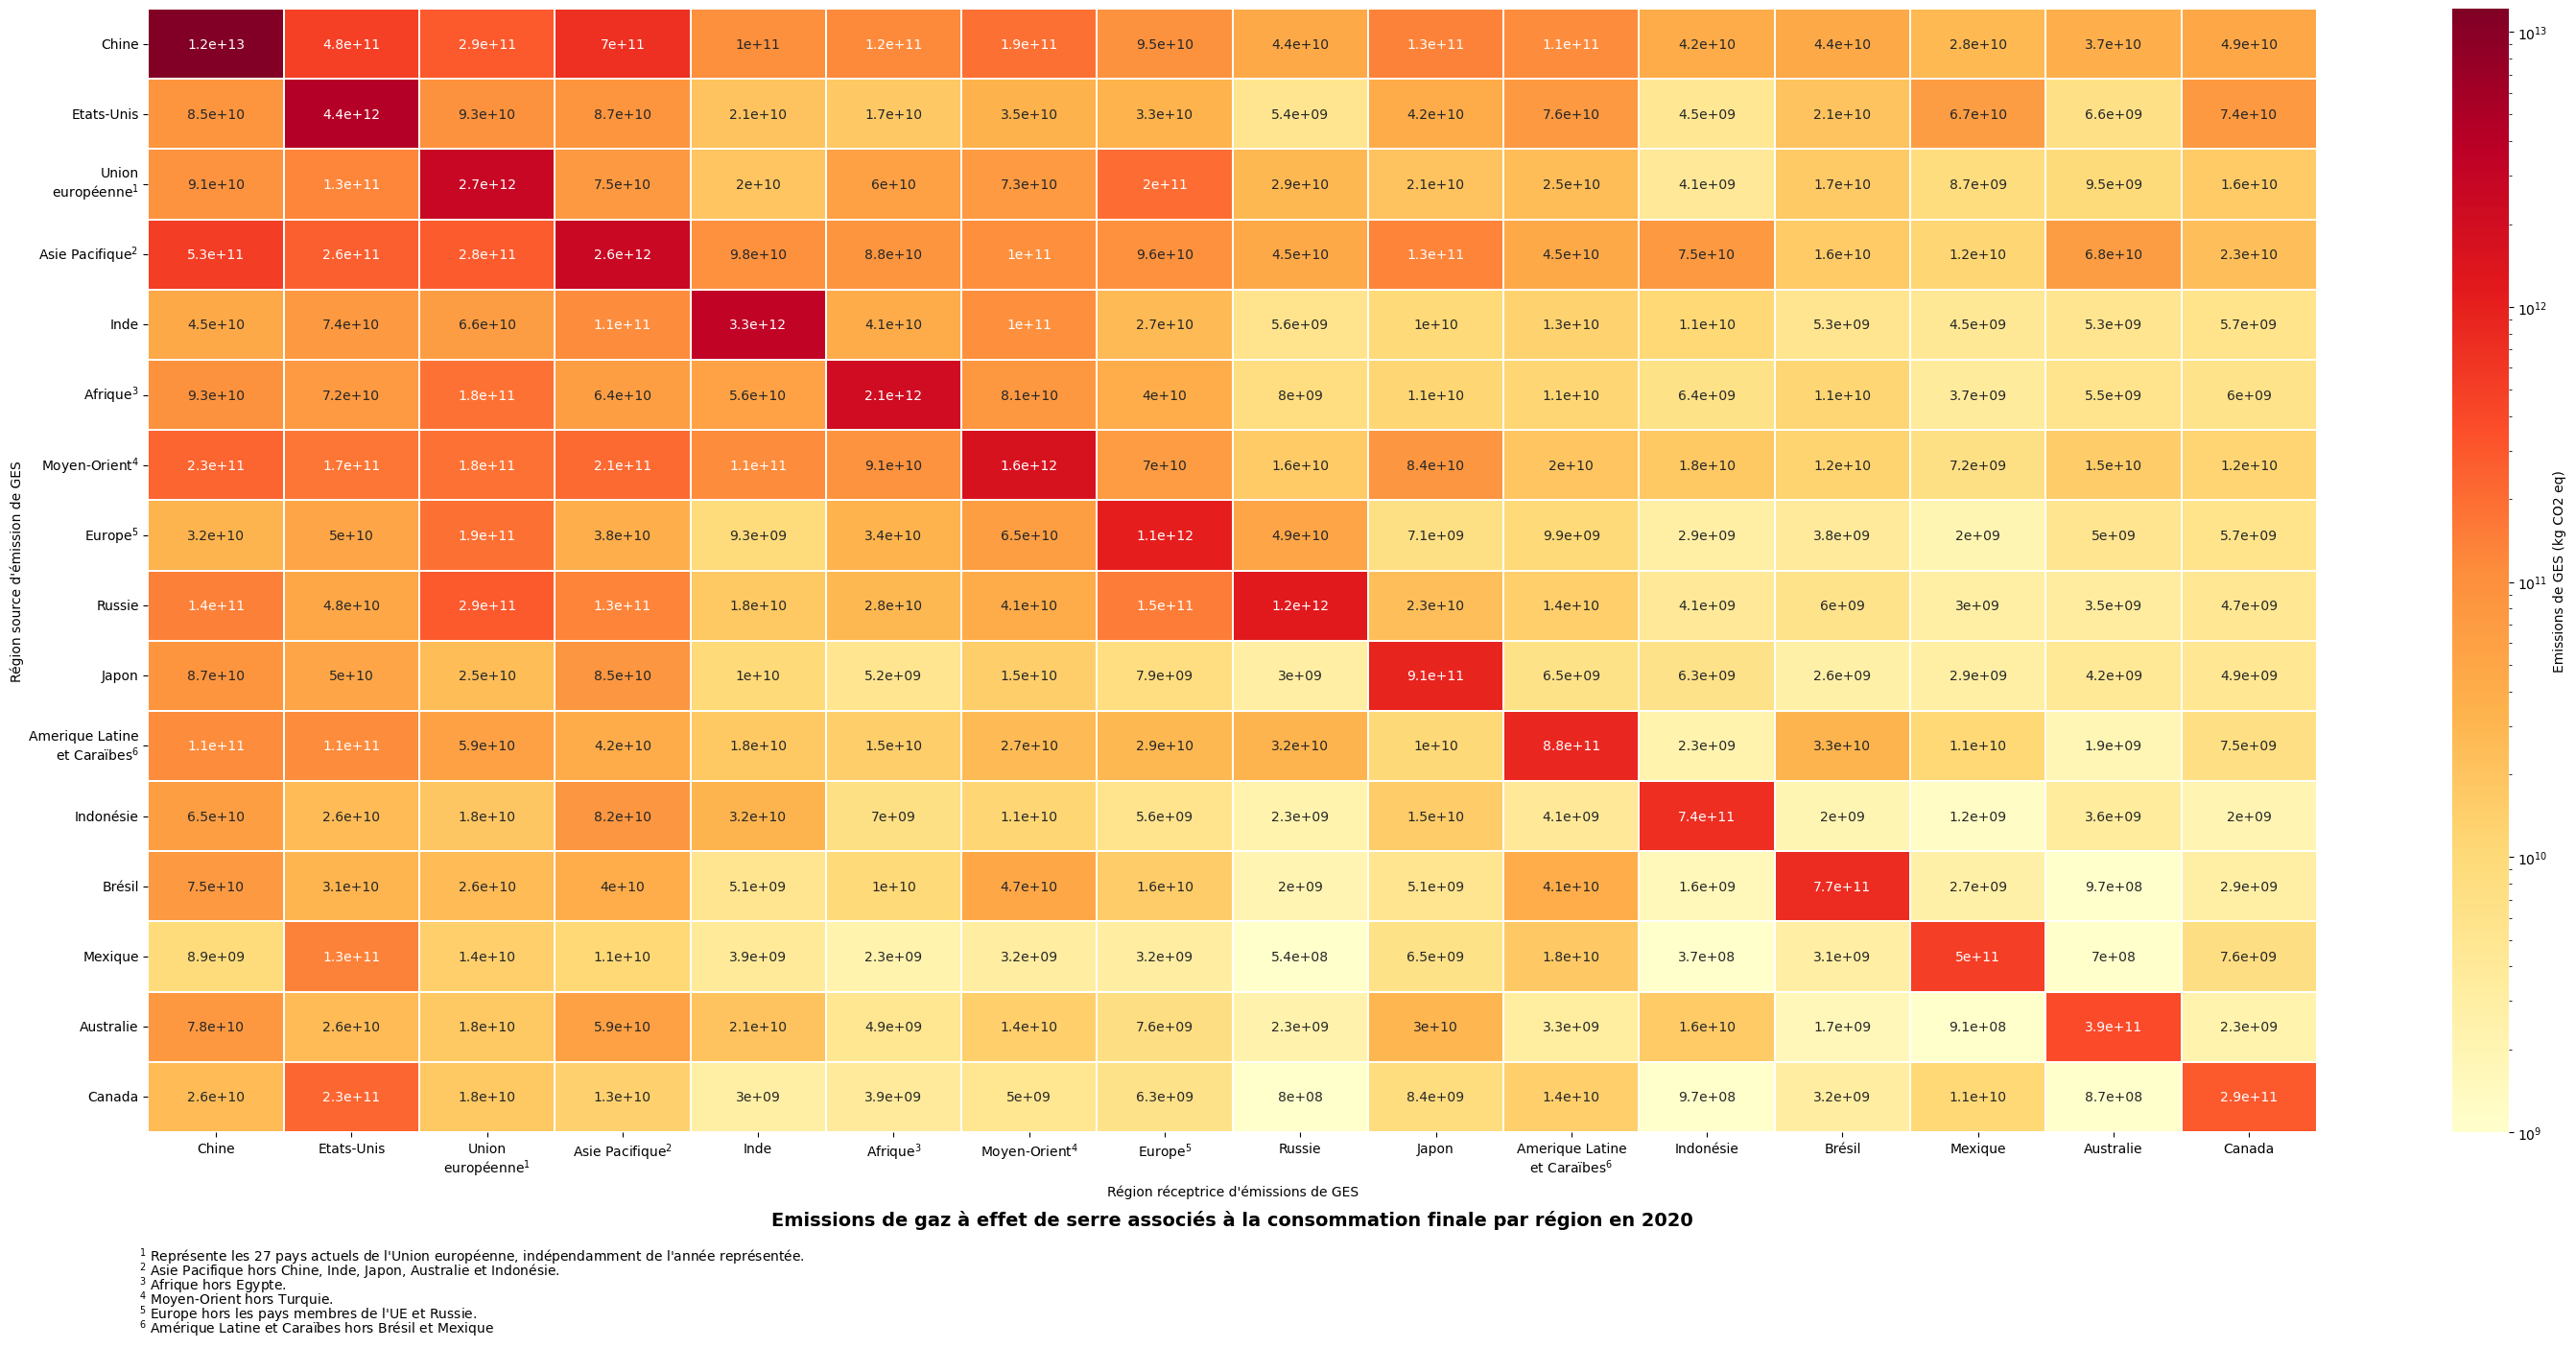 Chine 1.2e+13 4.8e+11 2.9e+11 7e+11 1e+11 1.2e+11 1.9e+11 9.5e+10 4.4e+10 1.3e+11 1.1e+11 4.2e+10 4.4e+10 2.8e+10 3.7e+10 4.9e+10
Etats-Unis 8.5e+10 4.4e+12 9.3e+10 8.7e+10 2.1e+10 1.7e+10 3.5e+10 3.3e+10 5.4e+09 4.2e+10 7.6e+10 4.5e+09 2.1e+10 6.7e+10 6.6e+09 7.4e+10
Union
européenne¹ 9.1e+10 1.3e+11 2.7e+12 7.5e+10 2e+10 6e+10 7.3e+10 2e+11 2.9e+10 2.1e+10 2.5e+10 4.1e+09 1.7e+10 8.7e+09 9.5e+09 1.6e+10
Asie Pacifique² 5.3e+11 2.6e+11 2.8e+11 2.6e+12 9.8e+10 8.8e+10 1e+11 9.6e+10 4.5e+10 1.3e+11 4.5e+10 7.5e+10 1.6e+10 1.2e+10 6.8e+10 2.3e+10
Inde 4.5e+10 7.4e+10 6.6e+10 1.1e+11 3.3e+12 4.1e+10 1e+11 2.7e+10 5.6e+09 1e+10 1.3e+10 1.1e+10 5.3e+09 4.5e+09 5.3e+09 5.7e+09
Afrique³ 9.3e+10 7.2e+10 1.8e+11 6.4e+10 5.6e+10 2.1e+12 8.1e+10 4e+10 8e+09 1.1e+10 1.1e+10 6.4e+09 1.1e+10 3.7e+09 5.5e+09 6e+09
Moyen-Orient⁴ 2.3e+11 1.7e+11 1.8e+11 2.1e+11 1.1e+11 9.1e+10 1.6e+12 7e+10 1.6e+10 8.4e+10 2e+10 1.8e+10 1.2e+10 7.2e+09 1.5e+10 1.2e+10
Europe⁵ 3.2e+10 5e+10 1.9e+11 3.8e+10 9.3e+09 3.4e+10 6.5e+10 1.1e+12 4.9e+10 7.1e+09 9.9e+09 2.9e+09 3.8e+09 2e+09 5e+09 5.7e+09
Russie 1.4e+11 4.8e+10 2.9e+11 1.3e+11 1.8e+10 2.8e+10 4.1e+10 1.5e+11 1.2e+12 2.3e+10 1.4e+10 4.1e+09 6e+09 3e+09 3.5e+09 4.7e+09
Japon 8.7e+10 5e+10 2.5e+10 8.5e+10 1e+10 5.2e+09 1.5e+10 7.9e+09 3e+09 9.1e+11 6.5e+09 6.3e+09 2.6e+09 2.9e+09 4.2e+09 4.9e+09
Amerique Latine
et Caraïbes⁶ 1.1e+11 1.1e+11 5.9e+10 4.2e+10 1.8e+10 1.5e+10 2.7e+10 2.9e+10 3.2e+10 1e+10 8.8e+11 2.3e+09 3.3e+10 1.1e+10 1.9e+09 7.5e+09
Indonésie 6.5e+10 2.6e+10 1.8e+10 8.2e+10 3.2e+10 7e+09 1.1e+10 5.6e+09 2.3e+09 1.5e+10 4.1e+09 7.4e+11 2e+09 1.2e+09 3.6e+09 2e+09
Brésil 7.5e+10 3.1e+10 2.6e+10 4e+10 5.1e+09 1e+10 4.7e+10 1.6e+10 2e+09 5.1e+09 4.1e+10 1.6e+09 7.7e+11 2.7e+09 9.7e+08 2.9e+09
Mexique 8.9e+09 1.3e+11 1.4e+10 1.1e+10 3.9e+09 2.3e+09 3.2e+09 3.2e+09 5.4e+08 6.5e+09 1.8e+10 3.7e+08 3.1e+09 5e+11 7e+08 7.6e+09
Australie 7.8e+10 2.6e+10 1.8e+10 5.9e+10 2.1e+10 4.9e+09 1.4e+10 7.6e+09 2.3e+09 3e+10 3.3e+09 1.6e+10 1.7e+09 9.1e+08 3.9e+11 2.3e+09
Canada 2.6e+10 2.3e+11 1.8e+10 1.3e+10 3e+09 3.9e+09 5e+09 6.3e+09 8e+08 8.4e+09 1.4e+10 9.7e+08 3.2e+09 1.1e+10 8.7e+08 2.9e+11
Chine Etats-Unis Union Asie Pacifique² Inde Afrique³ Moyen-Orient⁴ Europe⁵ Russie Japon Amerique Latine Indonésie Brésil Mexique Australie Canada
européenne¹ et Caraïbes⁶
Région source d'émission de GES
Région réceptrice d'émissions de GES
10¹³
10¹²
10¹¹
10¹⁰
10⁹
Emissions de GES (kg CO2 eq)
Emissions de gaz à effet de serre associés à la consommation finale par région en 2020
¹ Représente les 27 pays actuels de l'Union européenne, indépendamment de l'année représentée.
² Asie Pacifique hors Chine, Inde, Japon, Australie et Indonésie.
³ Afrique hors Egypte.
⁴ Moyen-Orient hors Turquie.
⁵ Europe hors les pays membres de l'UE et Russie.
⁶ Amérique Latine et Caraïbes hors Brésil et Mexique